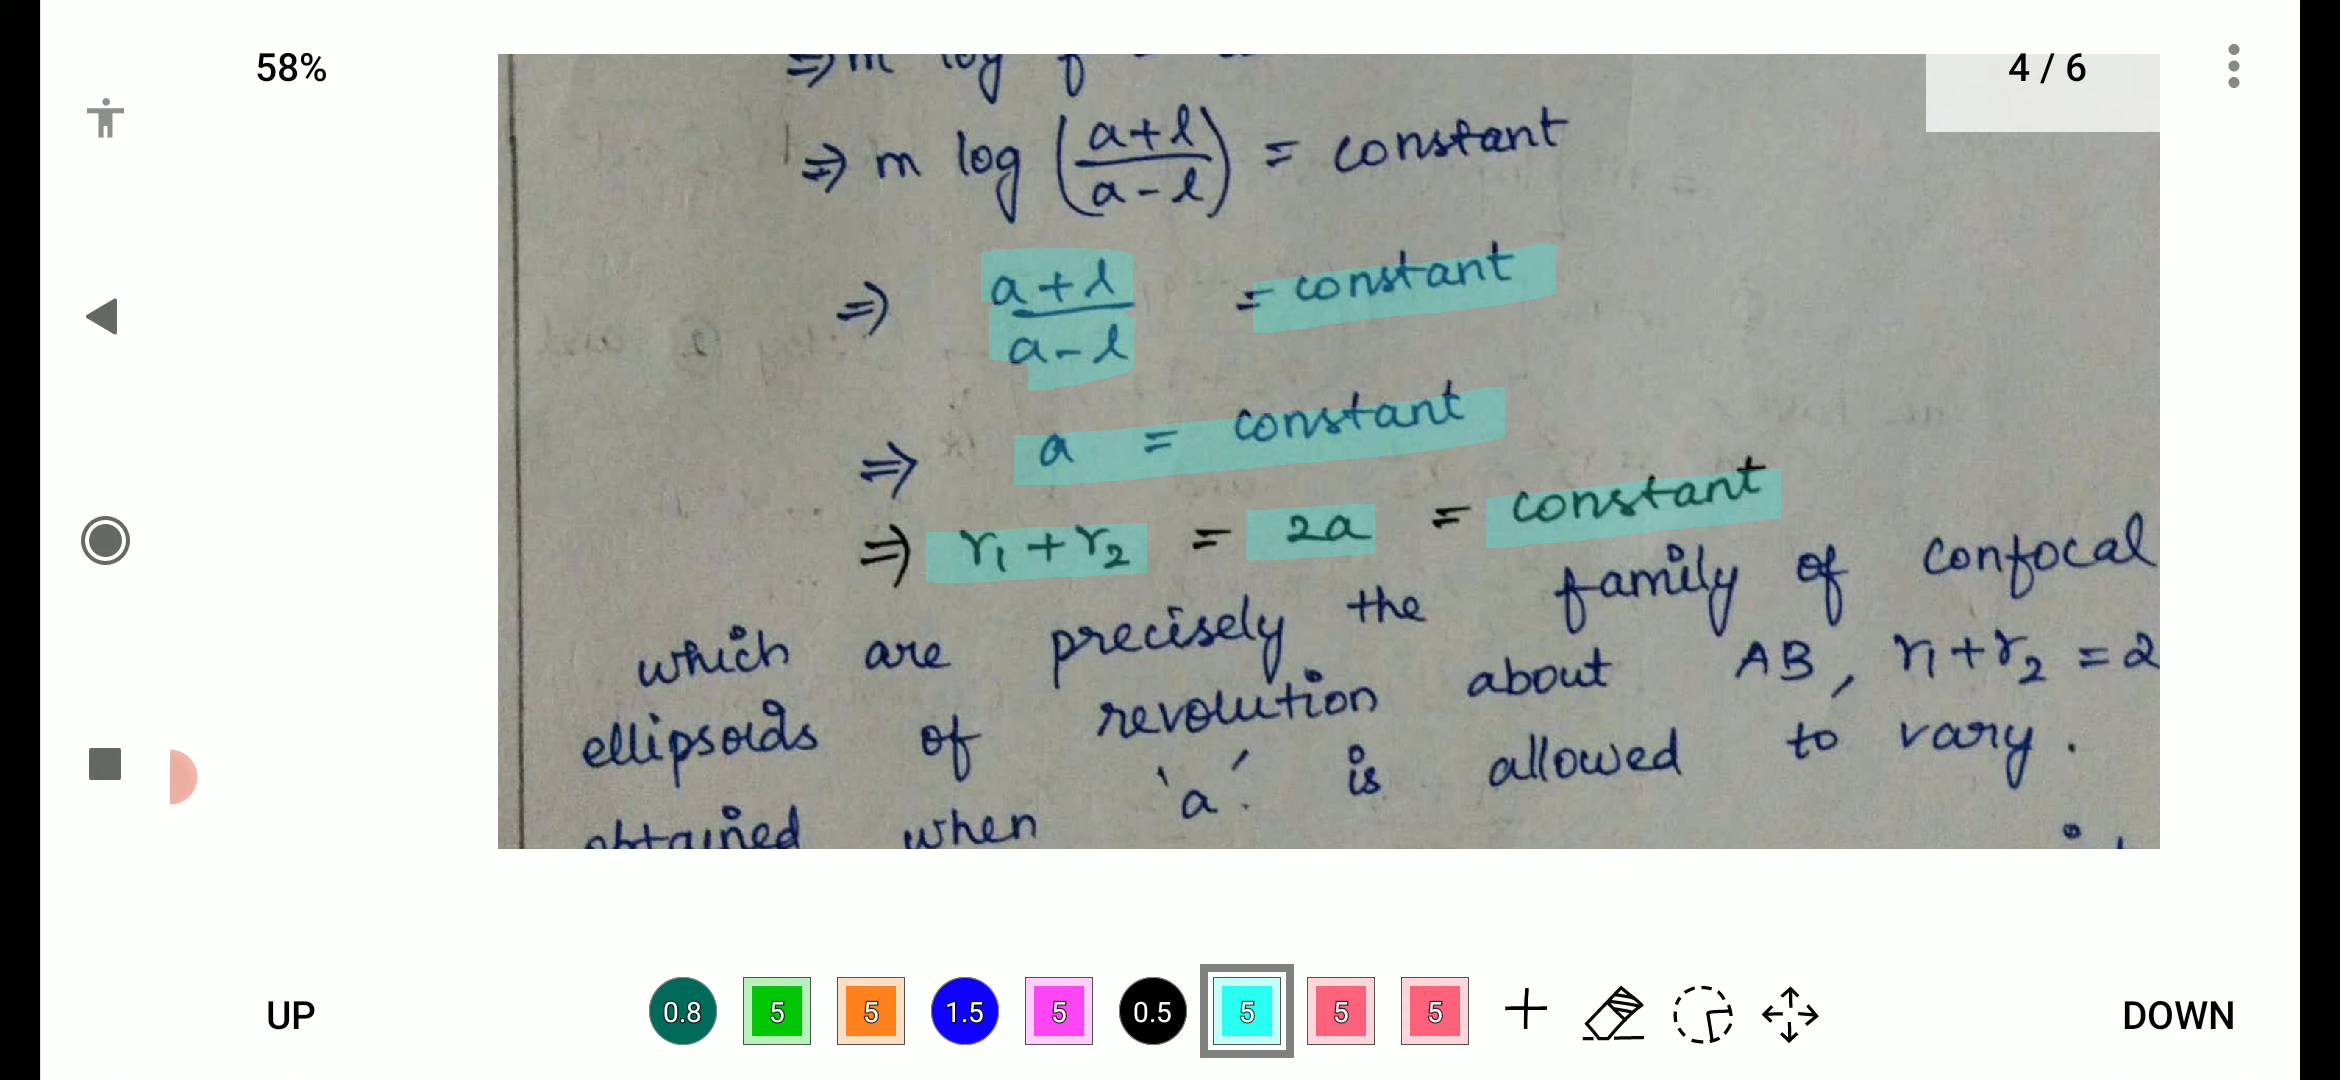 58%
4 / 6
⇒ m log
⇒ m log (a+l / a-l) = constant
⇒ a+l / a-l = constant
⇒ a = constant
⇒ r₁ + r₂ = 2a = constant
which are precisely the family of confocal
ellipsoids of revolution about AB, r₁+r₂ = 2
obtained when 'a' is allowed to vary.
UP
0.8
5
5
1.5
5
0.5
5
5
5
DOWN